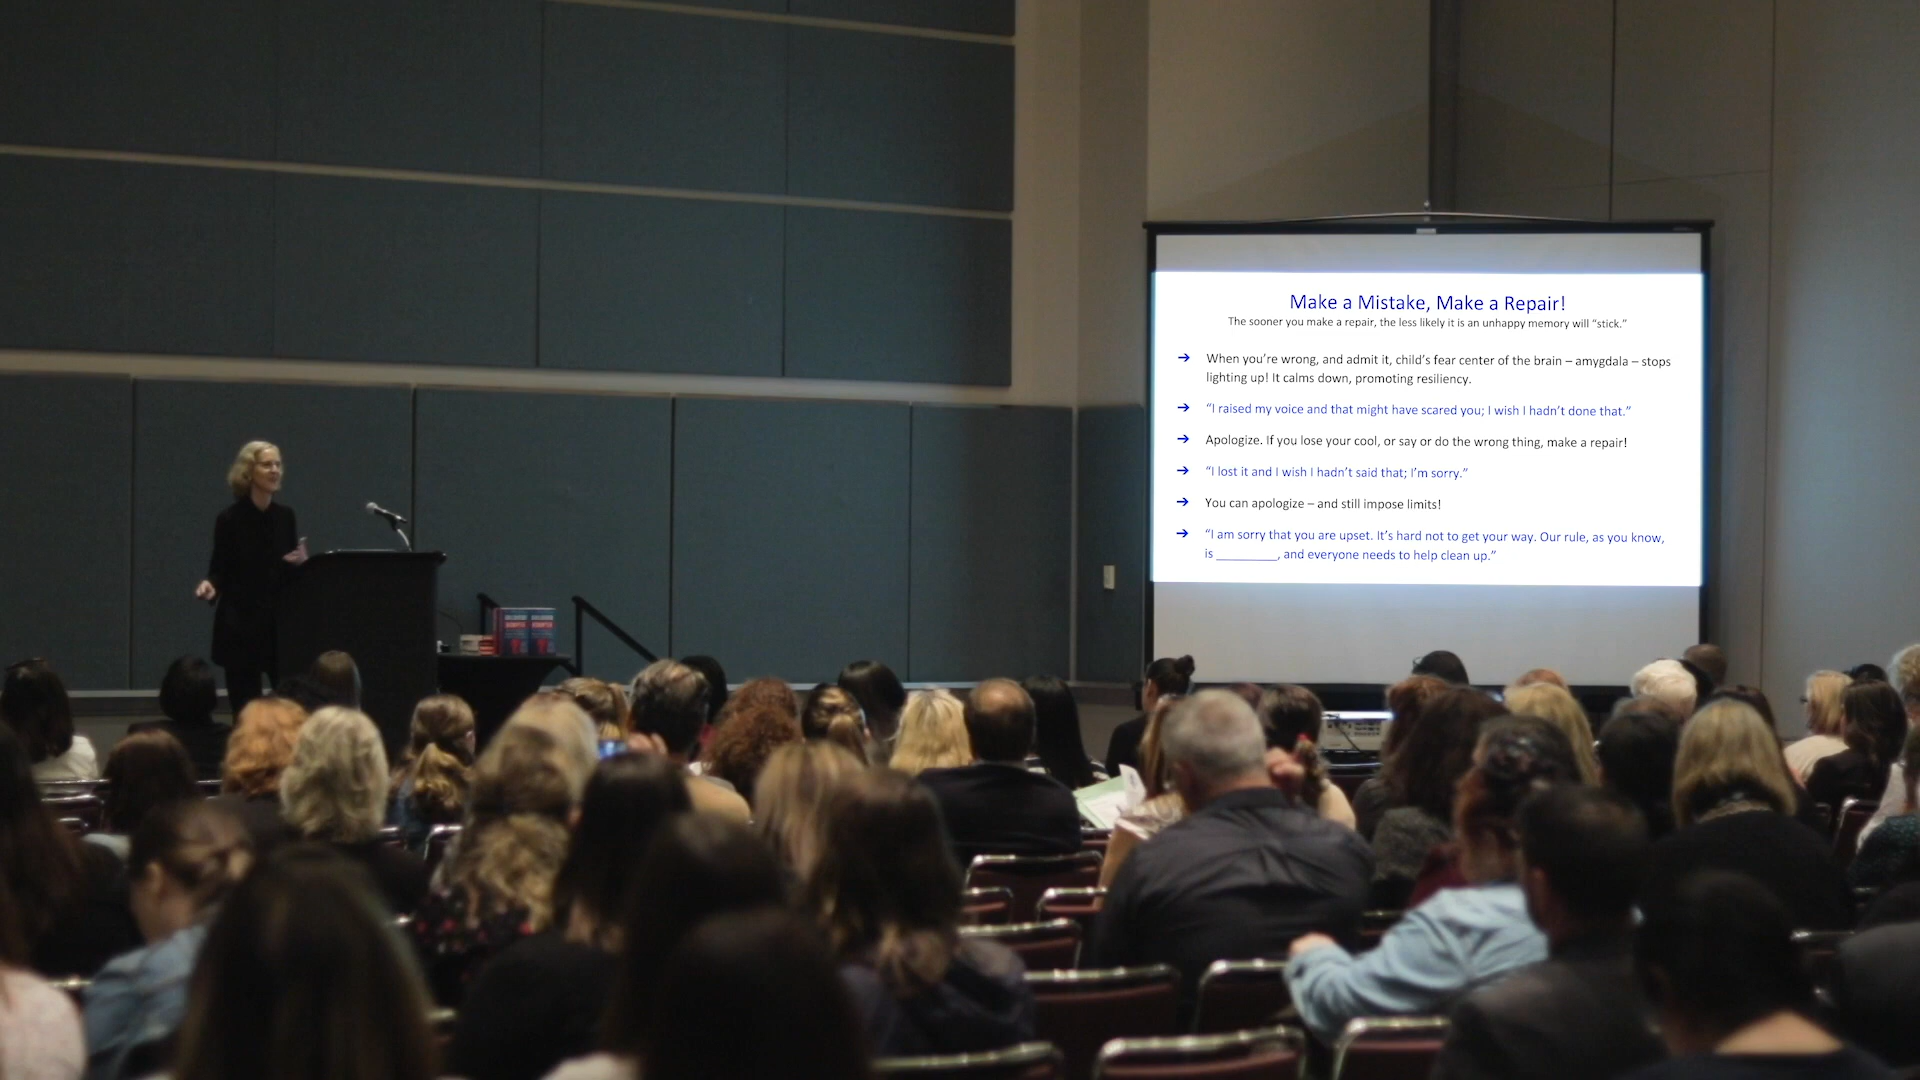 Make a Mistake, Make a Repair!
The sooner you make a repair, the less likely it is an unhappy memory will “stick.”
➔ When you’re wrong, and admit it, child’s fear center of the brain – amygdala – stops
lighting up! It calms down, promoting resiliency.
➔ “I raised my voice and that might have scared you; I wish I hadn’t done that.”
➔ Apologize. If you lose your cool, or say or do the wrong thing, make a repair!
➔ “I lost it and I wish I hadn’t said that; I’m sorry.”
➔ You can apologize – and still impose limits!
➔ “I am sorry that you are upset. It’s hard not to get your way. Our rule, as you know,
is _________, and everyone needs to help clean up.”